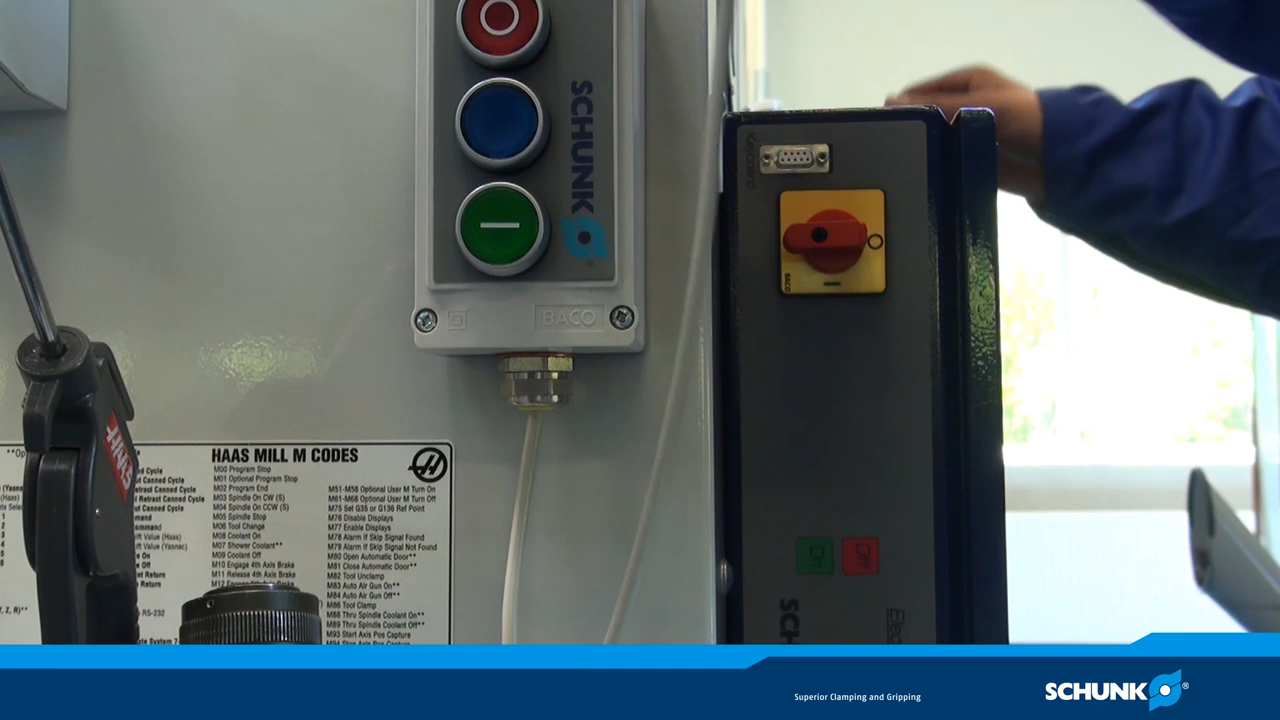 SCHUNK
BACO
Keyboard
BACO
HAAS
HAAS MILL M CODES
M00 Program Stop
M01 Optional Program Stop
M02 Program End
M03 Spindle On CW (S)
M04 Spindle On CCW (S)
M05 Spindle Stop
M06 Tool Change
M08 Coolant On
M07 Shower Coolant**
M09 Coolant Off
M10 Engage 4th Axis Brake
M11 Release 4th Axis Brake
M51-M58 Optional User M Turn On
M61-M68 Optional User M Turn Off
M75 Set G35 or G136 Ref Point
M76 Disable Displays
M77 Enable Displays
M78 Alarm If Skip Signal Found
M79 Alarm If Skip Signal Not Found
M80 Open Automatic Door**
M81 Close Automatic Door**
M82 Tool Unclamp
M83 Auto Air Gun On**
M84 Auto Air Gun Off**
M86 Tool Clamp
M88 Thru Spindle Coolant On**
M89 Thru Spindle Coolant Off**
M93 Start Axis Pos Capture
RS-232
On
Off
SCH
Elec
Superior Clamping and Gripping
SCHUNK®